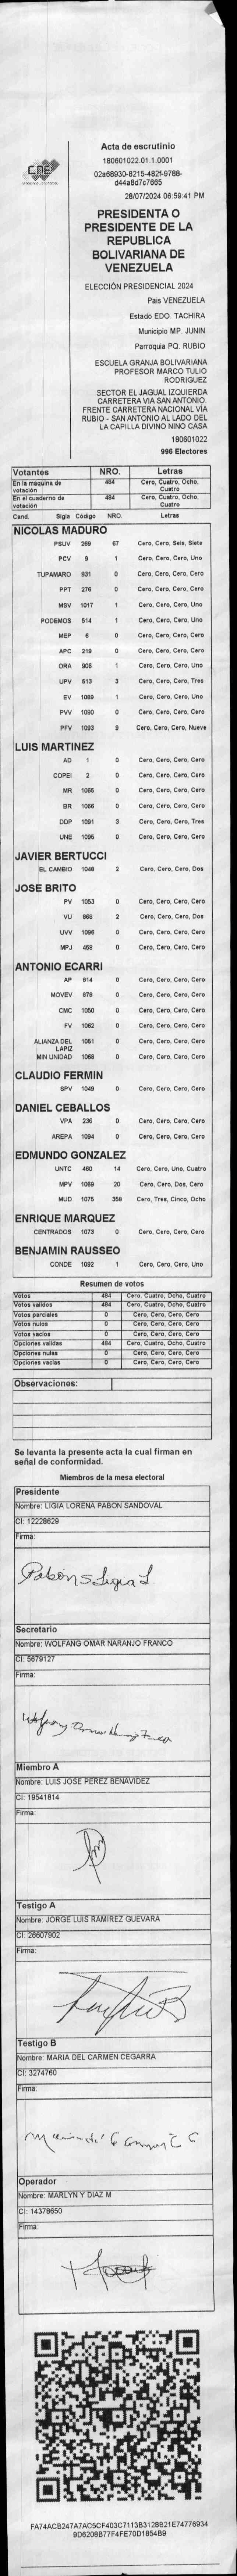 CNE
Acta de escrutinio
180601022.01.1.0001
02a68930-8215-482f-9788-
d44a8d7c7665
28/07/2024 06:59:41 PM
PRESIDENTA O
PRESIDENTE DE LA
REPUBLICA
BOLIVARIANA DE
VENEZUELA
ELECCIÓN PRESIDENCIAL 2024
Pais VENEZUELA
Estado EDO. TACHIRA
Municipio MP. JUNIN
Parroquia PQ. RUBIO
ESCUELA GRANJA BOLIVARIANA
PROFESOR MARCO TULIO
RODRIGUEZ
SECTOR EL JAGUAL IZQUIERDA
CARRETERA VIA SAN ANTONIO.
FRENTE CARRETERA NACIONAL VÍA
RUBIO - SAN ANTONIO AL LADO DEL
LA CAPILLA DIVINO NINO CASA
180601022
996 Electores
Votantes NRO. Letras
En la máquina de votación 484 Cero, Cuatro, Ocho, Cuatro
En el cuaderno de votación 484 Cero, Cuatro, Ocho, Cuatro
Cand. Sigla Código NRO. Letras
NICOLAS MADURO
PSUV 269 67 Cero, Cero, Seis, Siete
PCV 9 1 Cero, Cero, Cero, Uno
TUPAMARO 931 0 Cero, Cero, Cero, Cero
PPT 276 0 Cero, Cero, Cero, Cero
MSV 1017 1 Cero, Cero, Cero, Uno
PODEMOS 514 1 Cero, Cero, Cero, Uno
MEP 6 0 Cero, Cero, Cero, Cero
APC 219 0 Cero, Cero, Cero, Cero
ORA 906 1 Cero, Cero, Cero, Uno
UPV 513 3 Cero, Cero, Cero, Tres
EV 1089 1 Cero, Cero, Cero, Uno
PVV 1090 0 Cero, Cero, Cero, Cero
PFV 1093 9 Cero, Cero, Cero, Nueve
LUIS MARTINEZ
AD 1 0 Cero, Cero, Cero, Cero
COPEI 2 0 Cero, Cero, Cero, Cero
MR 1065 0 Cero, Cero, Cero, Cero
BR 1066 0 Cero, Cero, Cero, Cero
DDP 1091 3 Cero, Cero, Cero, Tres
UNE 1095 0 Cero, Cero, Cero, Cero
JAVIER BERTUCCI
EL CAMBIO 1048 2 Cero, Cero, Cero, Dos
JOSE BRITO
PV 1053 0 Cero, Cero, Cero, Cero
VU 968 2 Cero, Cero, Cero, Dos
UVV 1096 0 Cero, Cero, Cero, Cero
MPJ 458 0 Cero, Cero, Cero, Cero
ANTONIO ECARRI
AP 814 0 Cero, Cero, Cero, Cero
MOVEV 978 0 Cero, Cero, Cero, Cero
CMC 1050 0 Cero, Cero, Cero, Cero
FV 1062 0 Cero, Cero, Cero, Cero
ALIANZA DEL LAPIZ 1051 0 Cero, Cero, Cero, Cero
MIN UNIDAD 1068 0 Cero, Cero, Cero, Cero
CLAUDIO FERMIN
SPV 1049 0 Cero, Cero, Cero, Cero
DANIEL CEBALLOS
VPA 236 0 Cero, Cero, Cero, Cero
AREPA 1094 0 Cero, Cero, Cero, Cero
EDMUNDO GONZALEZ
UNTC 460 14 Cero, Cero, Uno, Cuatro
MPV 1069 20 Cero, Cero, Dos, Cero
MUD 1075 358 Cero, Tres, Cinco, Ocho
ENRIQUE MARQUEZ
CENTRADOS 1073 0 Cero, Cero, Cero, Cero
BENJAMIN RAUSSEO
CONDE 1092 1 Cero, Cero, Cero, Uno
Resumen de votos
Votos 484 Cero, Cuatro, Ocho, Cuatro
Votos validos 484 Cero, Cuatro, Ocho, Cuatro
Votos parciales 0 Cero, Cero, Cero, Cero
Votos nulos 0 Cero, Cero, Cero, Cero
Votos vacios 0 Cero, Cero, Cero, Cero
Opciones validas 484 Cero, Cuatro, Ocho, Cuatro
Opciones nulas 0 Cero, Cero, Cero, Cero
Opciones vacias 0 Cero, Cero, Cero, Cero
Observaciones:
Se levanta la presente acta la cual firman en
señal de conformidad.
Miembros de la mesa electoral
Presidente
Nombre: LIGIA LORENA PABON SANDOVAL
CI: 12228629
Firma:
Pabon S Ligia L
Secretario
Nombre: WOLFANG OMAR NARANJO FRANCO
CI: 5679127
Firma:
Miembro A
Nombre: LUIS JOSE PEREZ BENAVIDEZ
CI: 19541814
Firma:
Testigo A
Nombre: JORGE LUIS RAMIREZ GUEVARA
CI: 26607902
Firma:
Testigo B
Nombre: MARIA DEL CARMEN CEGARRA
CI: 3274760
Firma:
Operador
Nombre: MARLYN Y DIAZ M
CI: 14378650
Firma:
FA74ACB247A7AC5CF403C7113B3128B21E74776934
9D6208B77F4FE70D1854B9